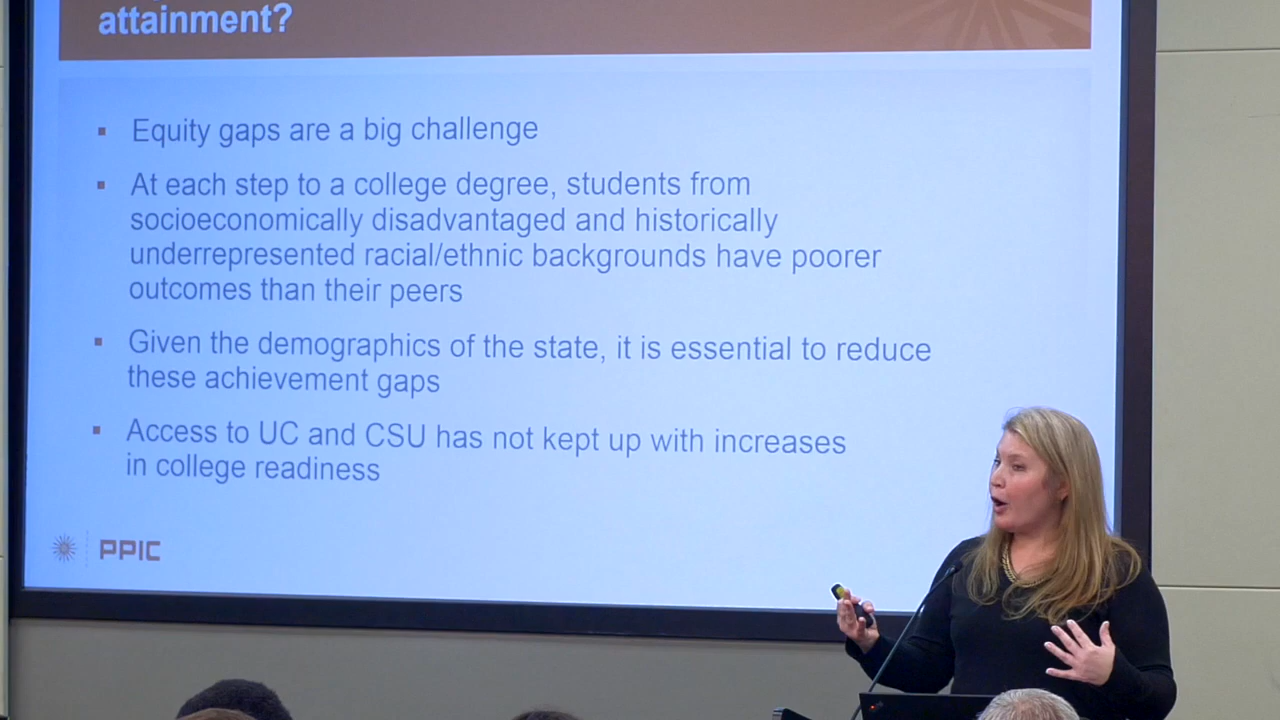 attainment?
▪ Equity gaps are a big challenge
▪ At each step to a college degree, students from
socioeconomically disadvantaged and historically
underrepresented racial/ethnic backgrounds have poorer
outcomes than their peers
▪ Given the demographics of the state, it is essential to reduce
these achievement gaps
▪ Access to UC and CSU has not kept up with increases
in college readiness
PPIC